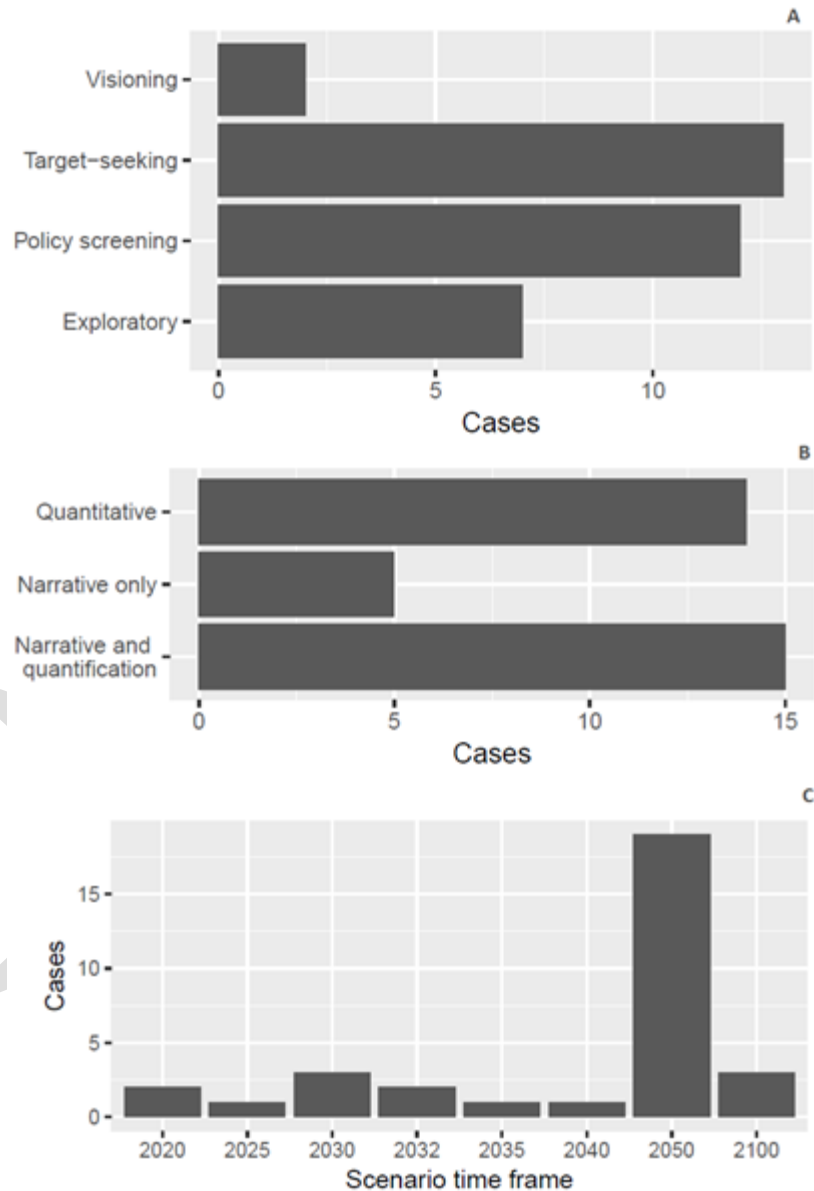 A
Visioning
Target-seeking
Policy screening
Exploratory
0 5 10
Cases
B
Quantitative
Narrative only
Narrative and
quantification
0 5 10 15
Cases
C
Cases
15
10
5
0
2020 2025 2030 2032 2035 2040 2050 2100
Scenario time frame